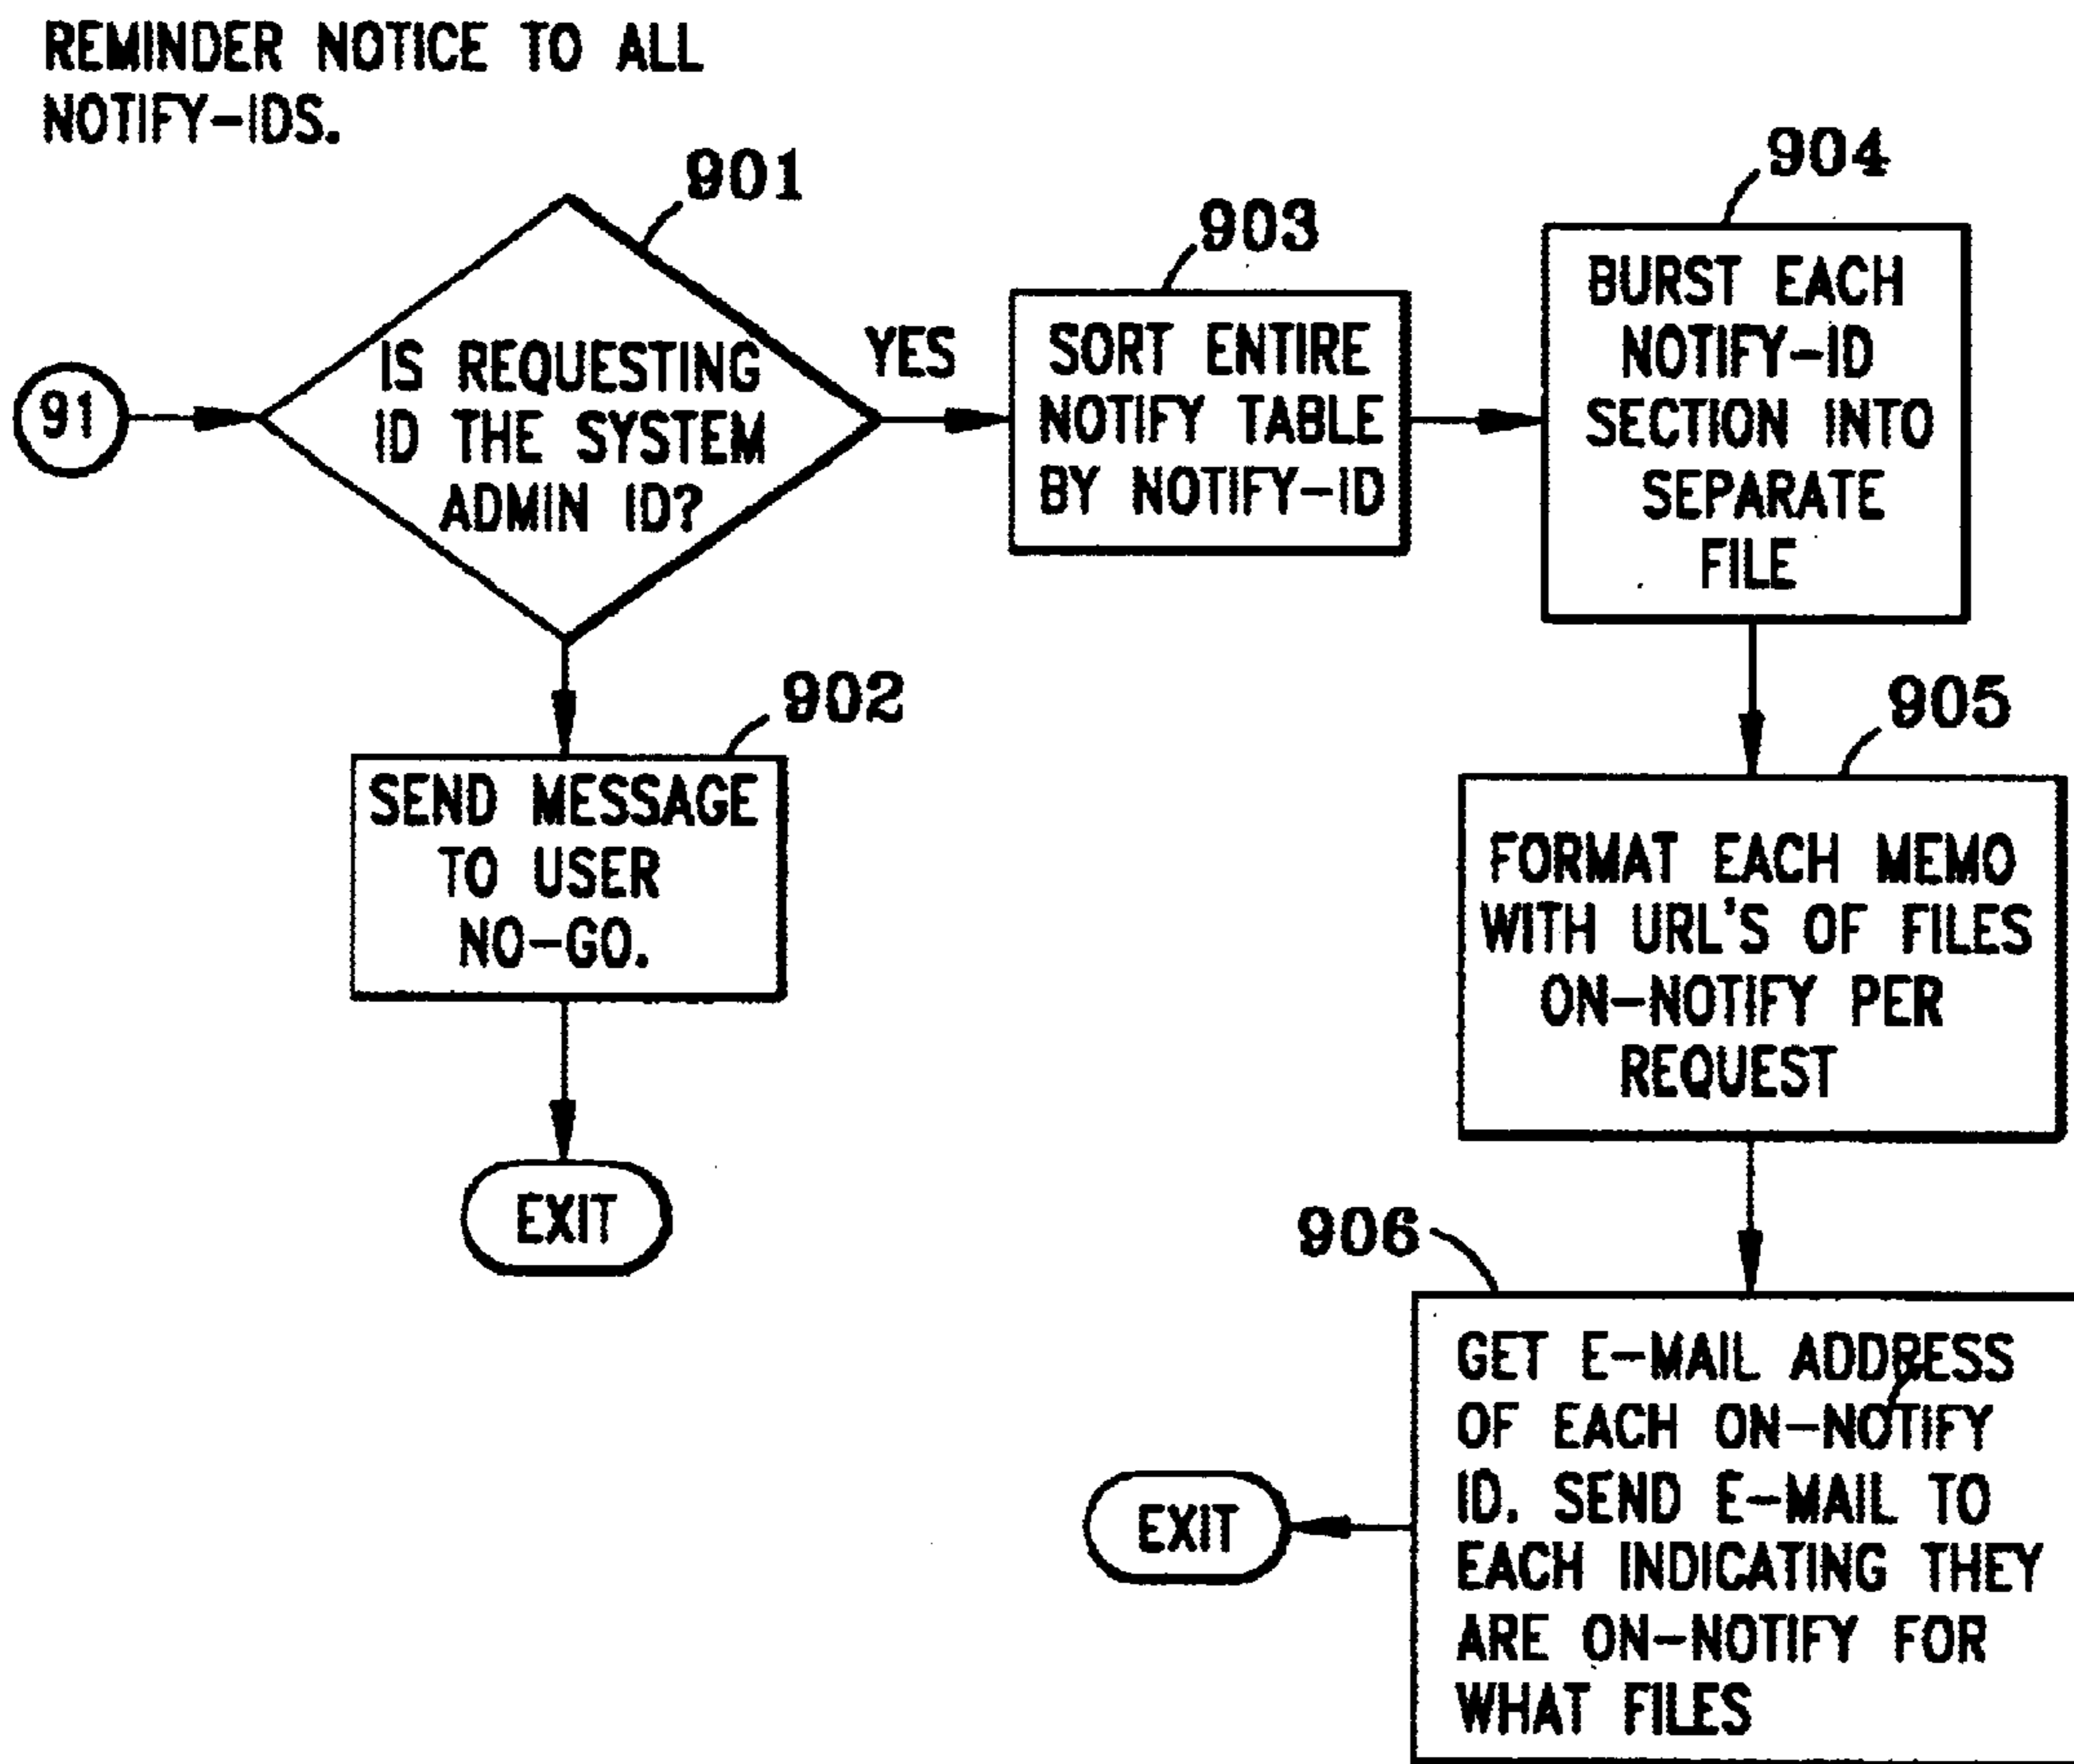 REMINDER NOTICE TO ALL
NOTIFY-IDS.
91
901
IS REQUESTING
ID THE SYSTEM
ADMIN ID?
YES
902
SEND MESSAGE
TO USER
NO-GO.
EXIT
903
SORT ENTIRE
NOTIFY TABLE
BY NOTIFY-ID
904
BURST EACH
NOTIFY-ID
SECTION INTO
SEPARATE
FILE
905
FORMAT EACH MEMO
WITH URL'S OF FILES
ON-NOTIFY PER
REQUEST
906
GET E-MAIL ADDRESS
OF EACH ON-NOTIFY
ID. SEND E-MAIL TO
EACH INDICATING THEY
ARE ON-NOTIFY FOR
WHAT FILES
EXIT